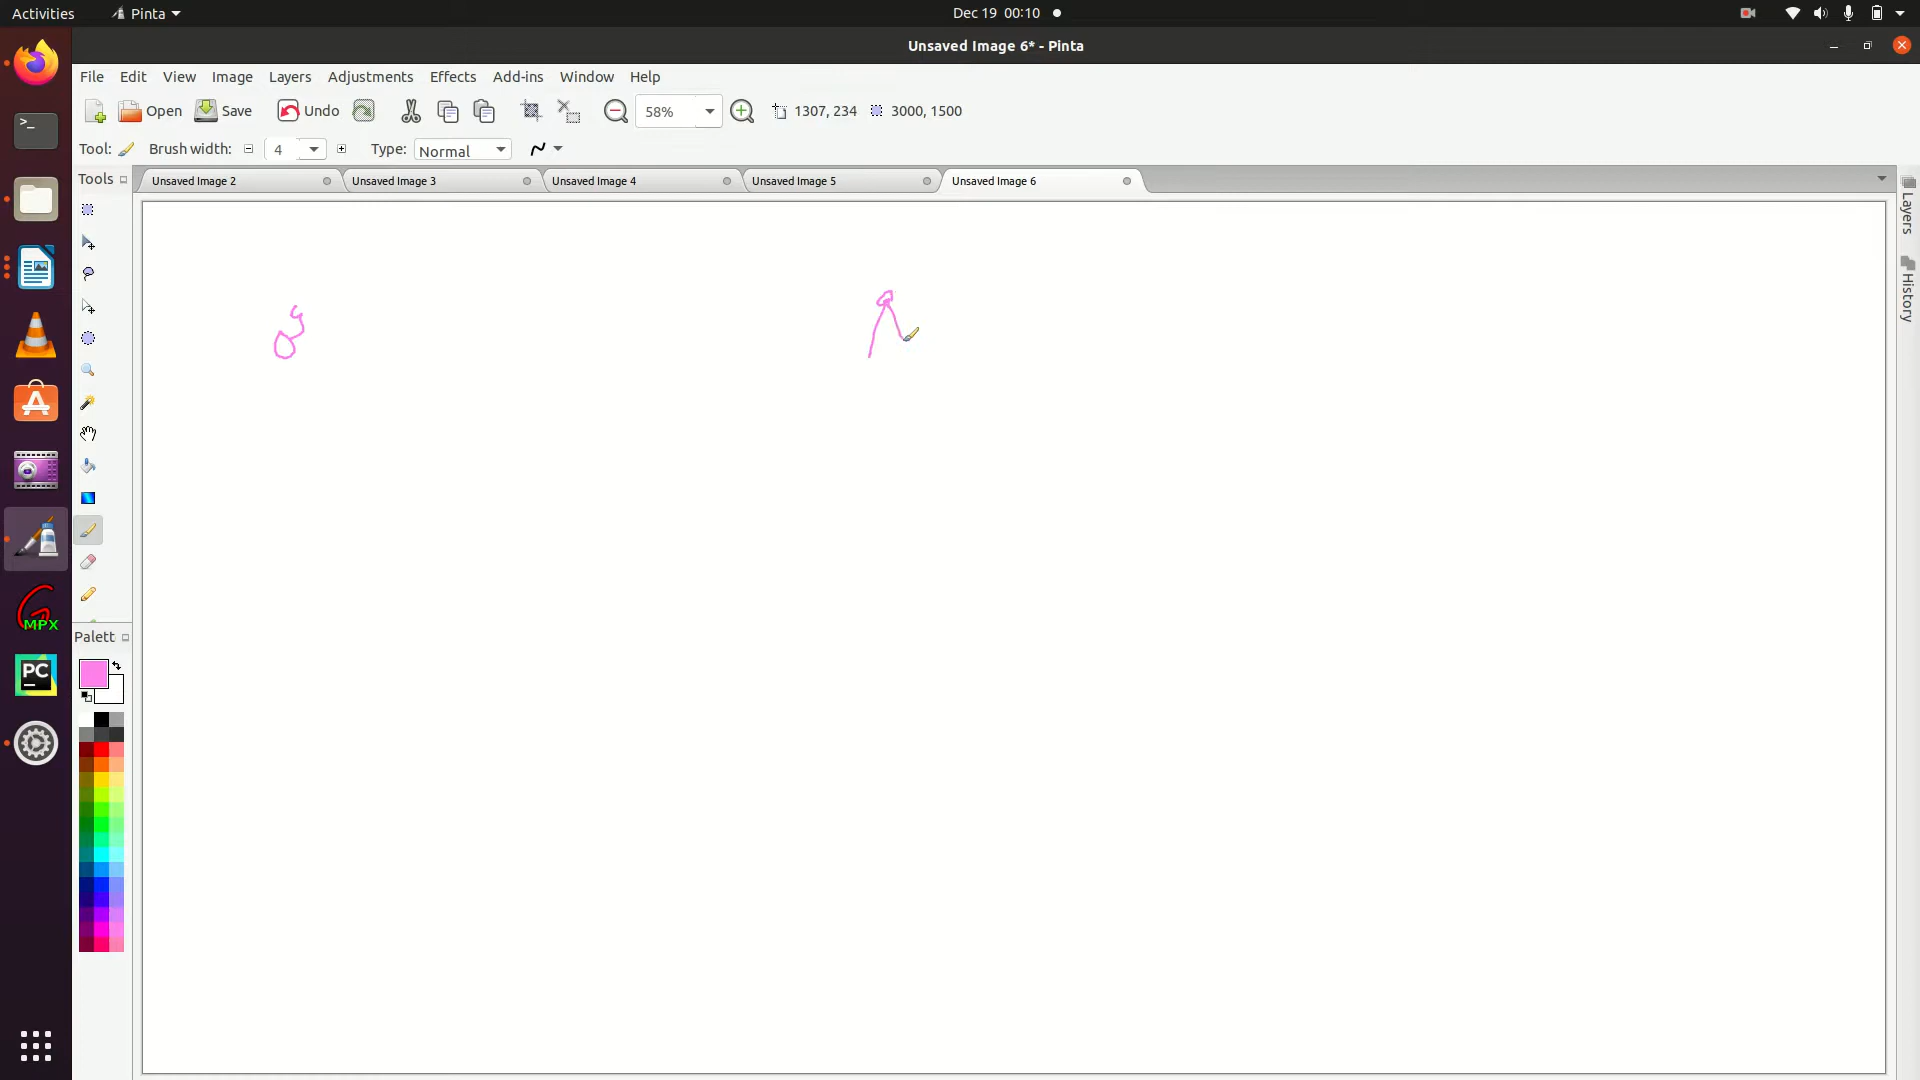 Activities Pinta Dec 19 00:10
Unsaved Image 6* - Pinta
File Edit View Image Layers Adjustments Effects Add-ins Window Help
Open Save Undo 58% 1307, 234 3000, 1500
Tool: Brush width: 4 Type: Normal
Tools Unsaved Image 2 Unsaved Image 3 Unsaved Image 4 Unsaved Image 5 Unsaved Image 6
Layers
History
>_
MPX
Palett
PC